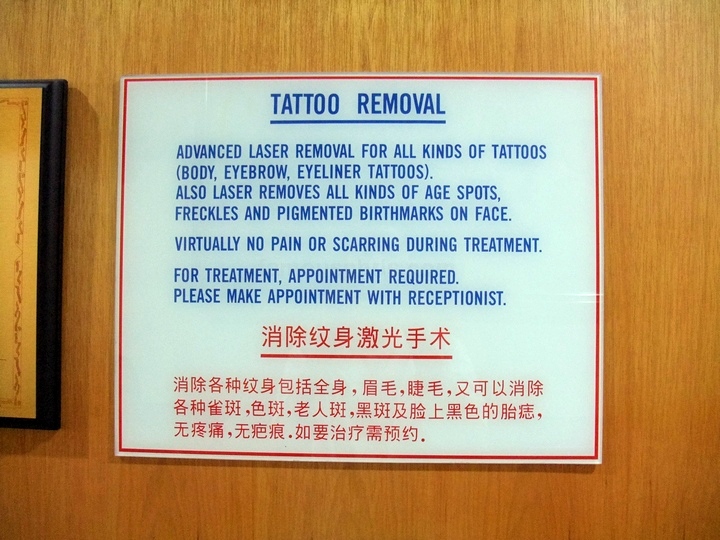 TATTOO REMOVAL
ADVANCED LASER REMOVAL FOR ALL KINDS OF TATTOOS
(BODY, EYEBROW, EYELINER TATTOOS).
ALSO LASER REMOVES ALL KINDS OF AGE SPOTS,
FRECKLES AND PIGMENTED BIRTHMARKS ON FACE.
VIRTUALLY NO PAIN OR SCARRING DURING TREATMENT.
FOR TREATMENT, APPOINTMENT REQUIRED.
PLEASE MAKE APPOINTMENT WITH RECEPTIONIST.
消除纹身激光手术
消除各种纹身包括全身,眉毛,睫毛,又可以消除
各种雀斑,色斑,老人斑,黑斑及脸上黑色的胎痣,
无疼痛,无疤痕.如要治疗需预约.